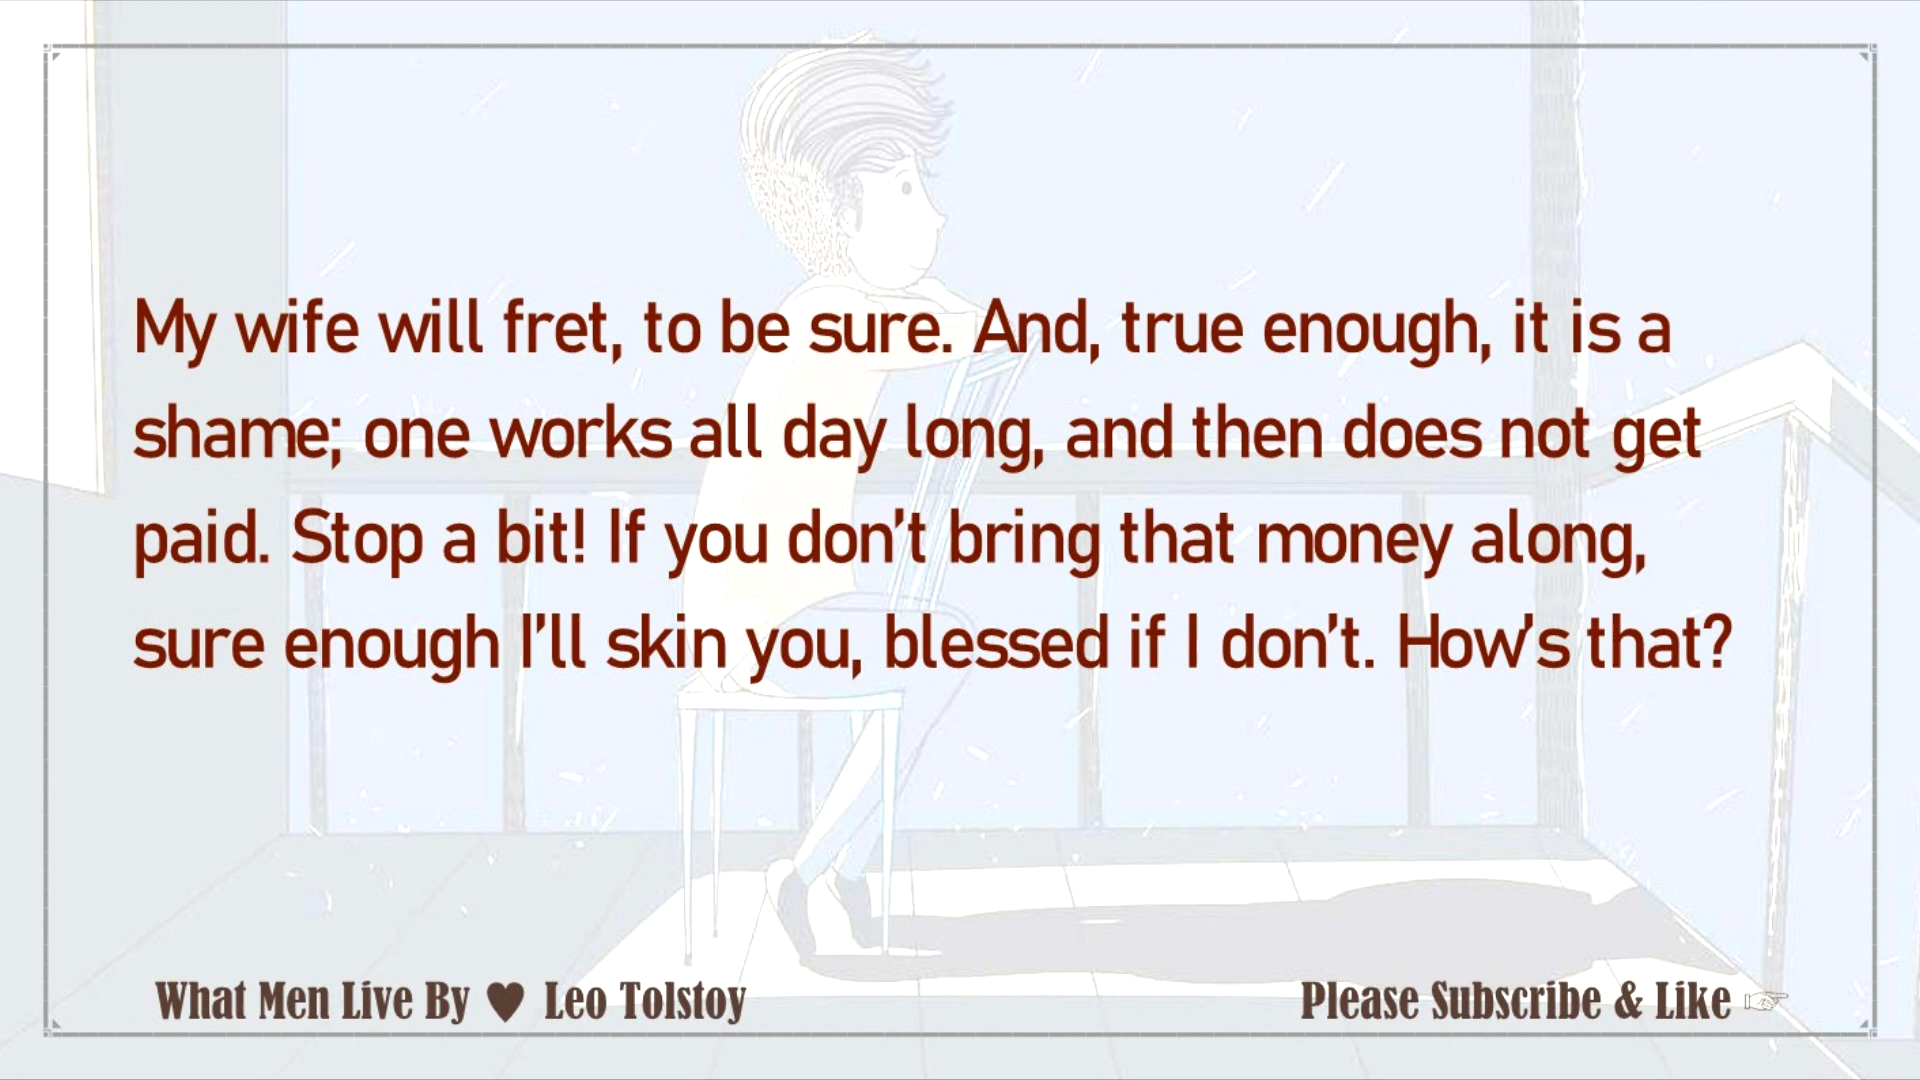 My wife will fret, to be sure. And, true enough, it is a
shame; one works all day long, and then does not get
paid. Stop a bit! If you don’t bring that money along,
sure enough I’ll skin you, blessed if I don’t. How’s that?
What Men Live By ♥ Leo Tolstoy
Please Subscribe & Like